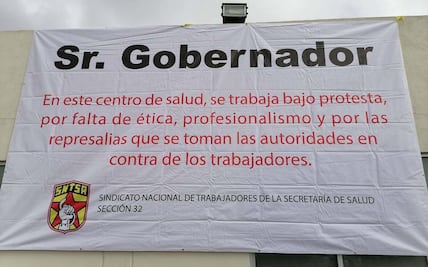 Sr. Gobernador
En este centro de salud, se trabaja bajo protesta,
por falta de ética, profesionalismo y por las
represalias que se toman las autoridades en
contra de los trabajadores.
SNTSA
SINDICATO NACIONAL DE TRABAJADORES DE LA SECRETARÍA DE SALUD
SECCIÓN 32